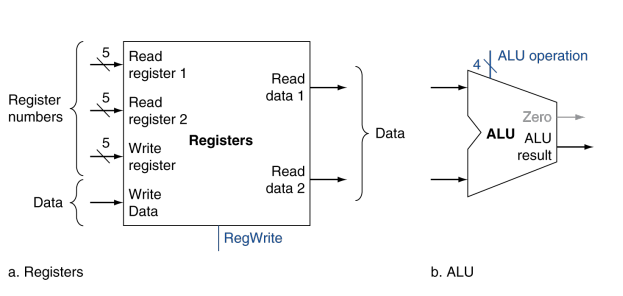 5
Read
register 1
5
Read
register 2
5
Write
register
Write
Data
Register
numbers
Data
Registers
Read
data 1
Read
data 2
Data
RegWrite
a. Registers
4
ALU operation
Zero
ALU
ALU
result
b. ALU